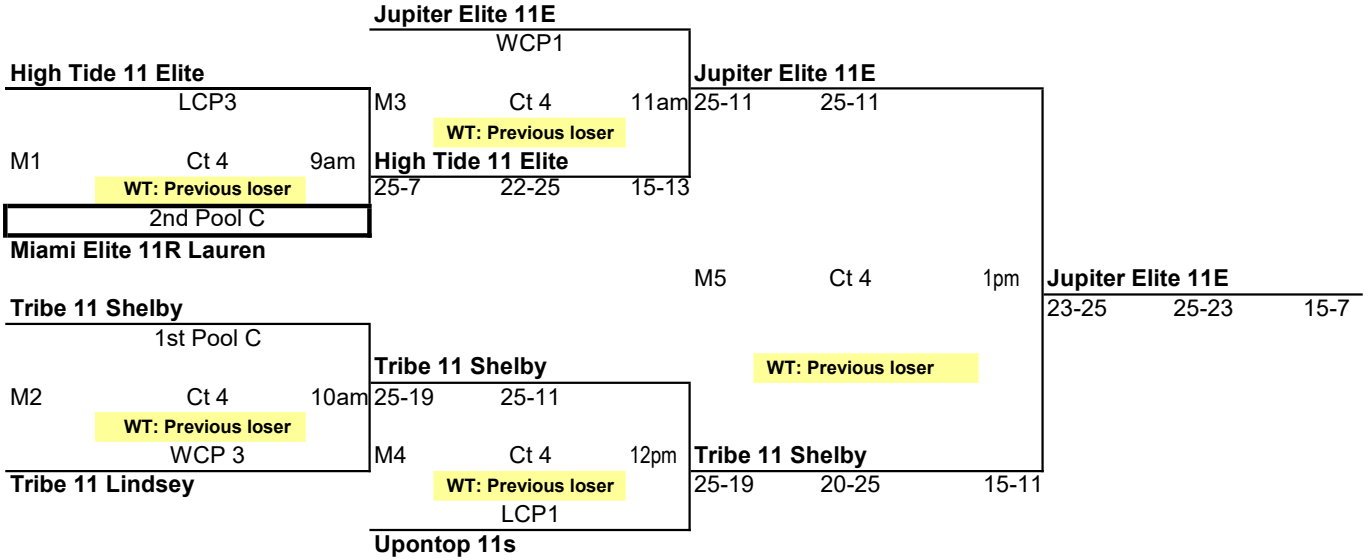 Jupiter Elite 11E
WCP1
High Tide 11 Elite
Jupiter Elite 11E
LCP3
M3 Ct 4 11am 25-11 25-11
WT: Previous loser
M1 Ct 4 9am High Tide 11 Elite
WT: Previous loser 25-7 22-25 15-13
2nd Pool C
Miami Elite 11R Lauren
M5 Ct 4 1pm Jupiter Elite 11E
Tribe 11 Shelby
23-25 25-23 15-7
1st Pool C
Tribe 11 Shelby
WT: Previous loser
M2 Ct 4 10am 25-19 25-11
WT: Previous loser
WCP 3
M4 Ct 4 12pm Tribe 11 Shelby
Tribe 11 Lindsey
WT: Previous loser 25-19 20-25 15-11
LCP1
Upontop 11s